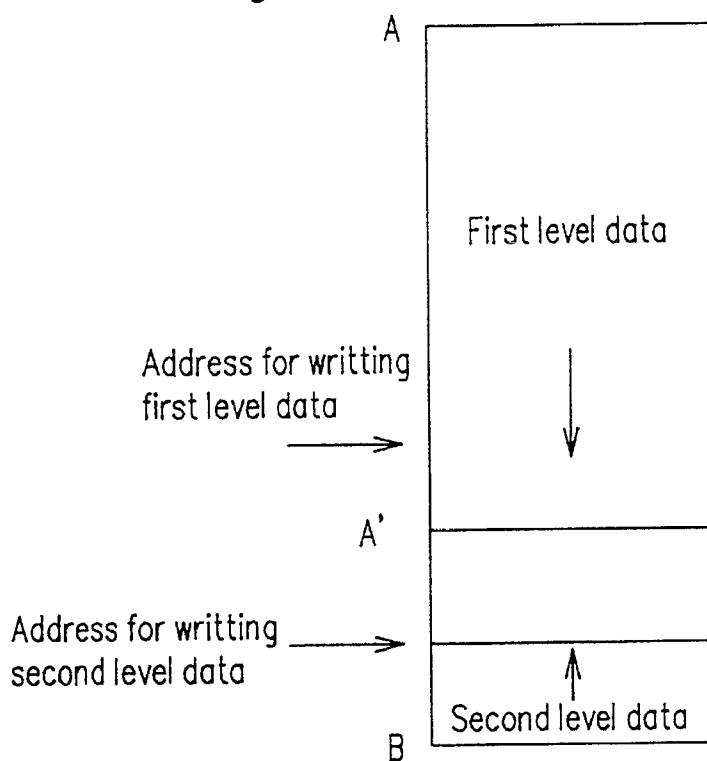 A
First level data
Address for writting
first level data
A'
Address for writting
second level data
Second level data
B